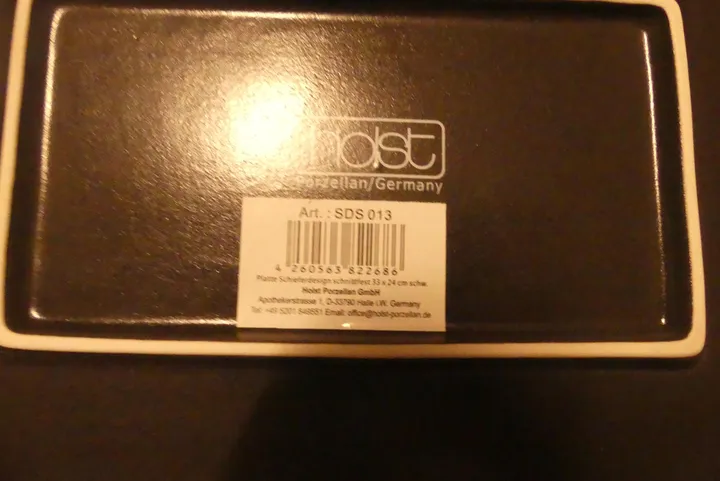 holst
Porzellan/Germany
Art. : SDS 013
4 260563 822686
Platte Schieferdesign schnittfest 33 x 24 cm schw.
Holst Porzellan GmbH
Apothekerstrasse 1, D-33790 Halle i.W. Germany
Tel: +49 5201 849551 Email: office@holst-porzellan.de